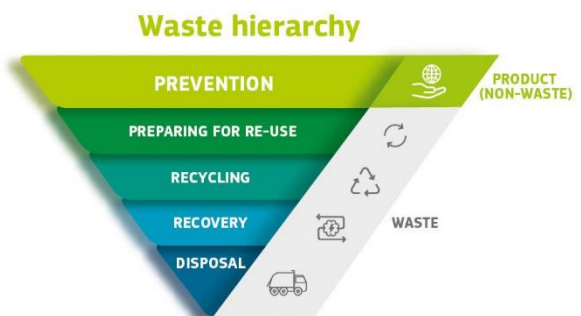 Waste hierarchy
PREVENTION
PRODUCT
(NON-WASTE)
PREPARING FOR RE-USE
RECYCLING
RECOVERY
WASTE
DISPOSAL